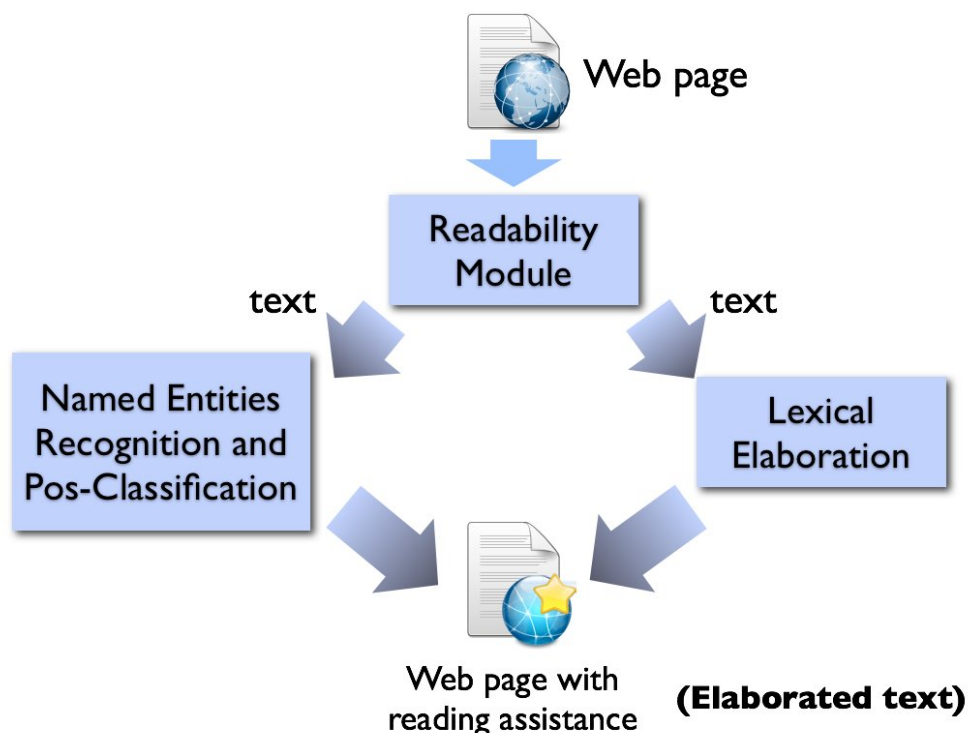 Web page
Readability
Module
text
text
Named Entities
Recognition and
Pos-Classification
Lexical
Elaboration
Web page with
reading assistance
(Elaborated text)